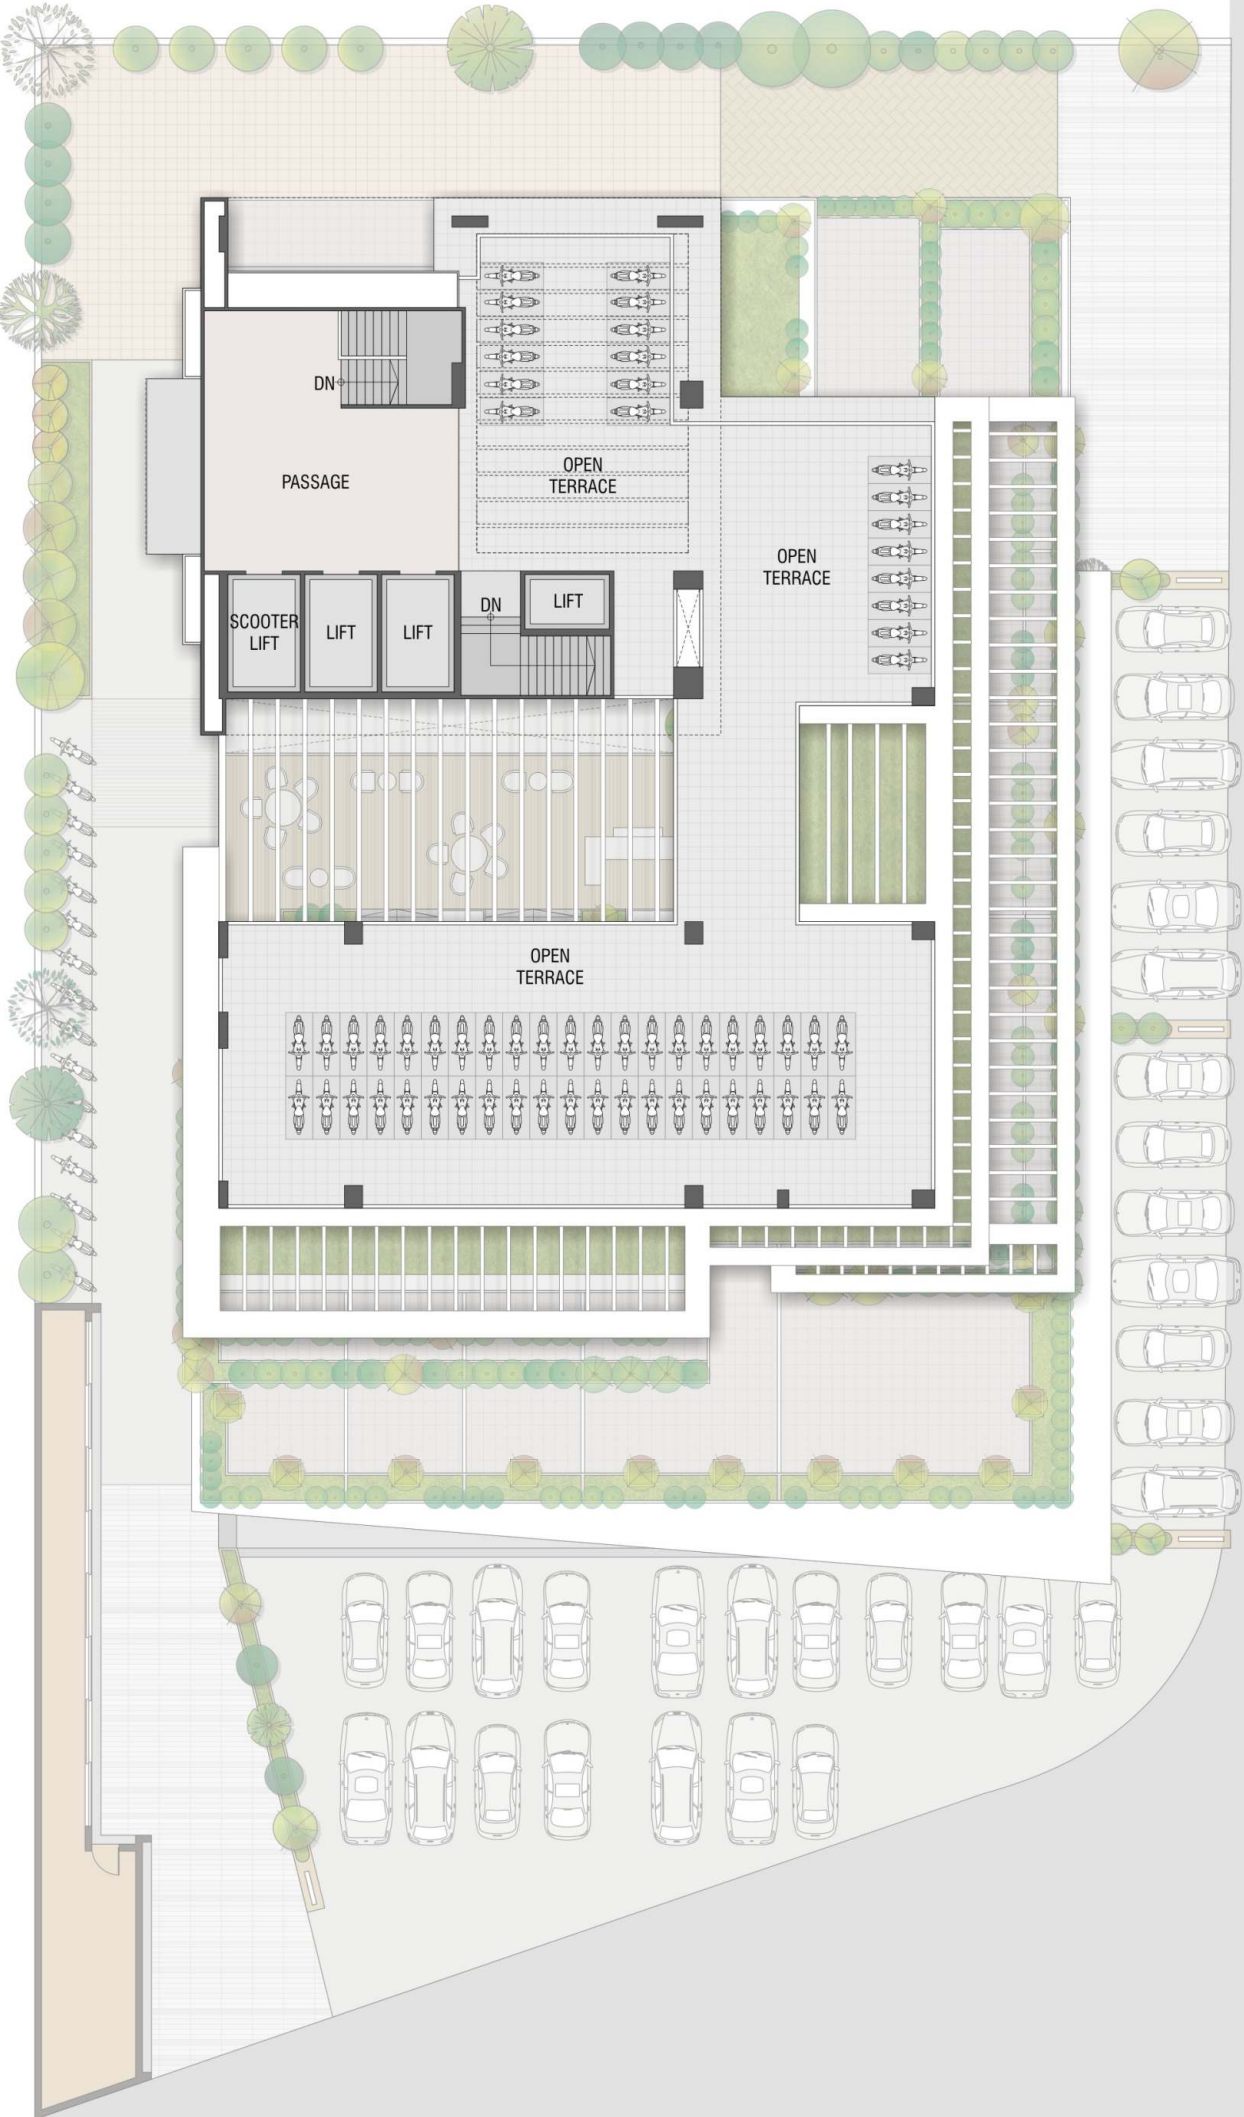 DN
PASSAGE
OPEN
TERRACE
OPEN
TERRACE
SCOOTER
LIFT
LIFT
LIFT
DN
LIFT
OPEN
TERRACE